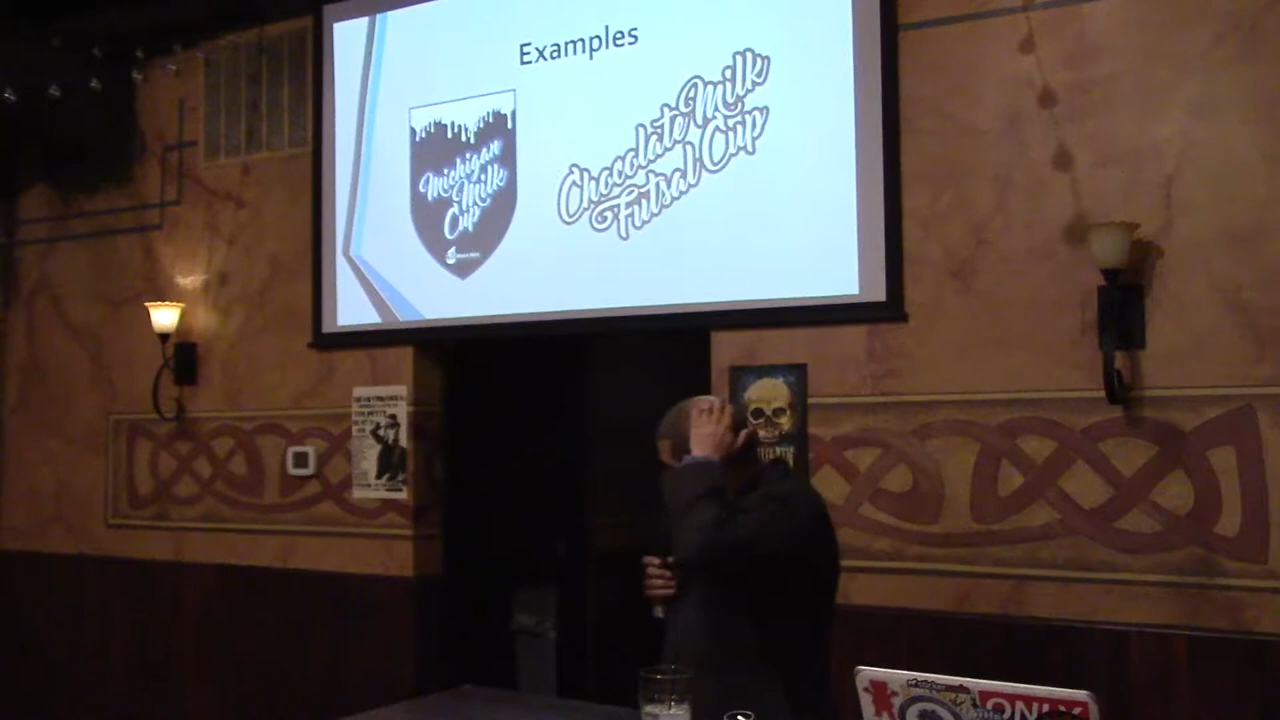 Examples
Michigan
Milk
Cup
Chocolate Milk
Futsal Cup
ONLY